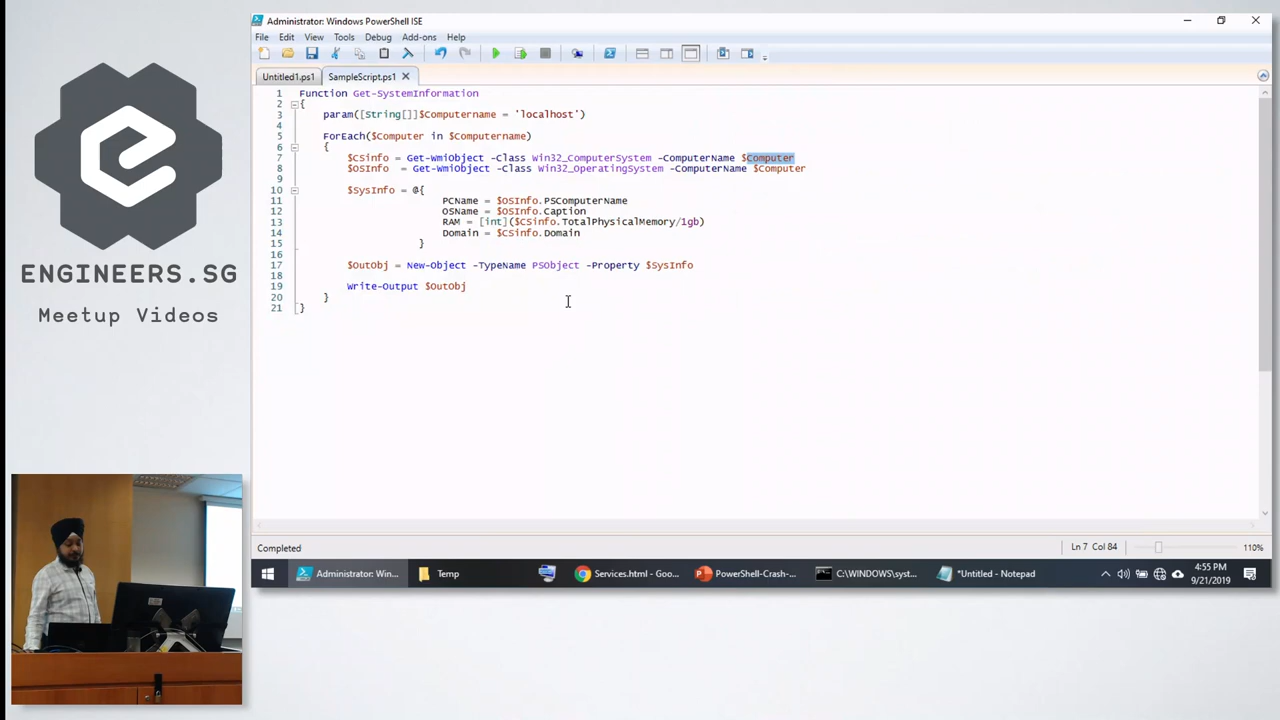 Administrator: Windows PowerShell ISE
File Edit View Tools Debug Add-ons Help
Untitled1.ps1 SampleScript.ps1
1 Function Get-SystemInformation
2 {
3 param([String[]]$Computername = 'localhost')
4
5 ForEach($Computer in $Computername)
6 {
7 $CSinfo = Get-WmiObject -Class Win32_ComputerSystem -ComputerName $Computer
8 $OSInfo = Get-WmiObject -Class Win32_OperatingSystem -ComputerName $Computer
9
10 $SysInfo = @{
11 PCName = $OSInfo.PSComputerName
12 OSName = $OSInfo.Caption
13 RAM = [int]($CSinfo.TotalPhysicalMemory/1gb)
14 Domain = $CSinfo.Domain
15 }
16
17 $OutObj = New-Object -TypeName PSObject -Property $SysInfo
18
19 Write-Output $OutObj
20 }
21 }
ENGINEERS.SG
Meetup Videos
Completed
Ln 7 Col 84
110%
Administrator: Win...
Temp
Services.html - Goo...
PowerShell-Crash-...
C:\WINDOWS\syst...
*Untitled - Notepad
4:55 PM
9/21/2019